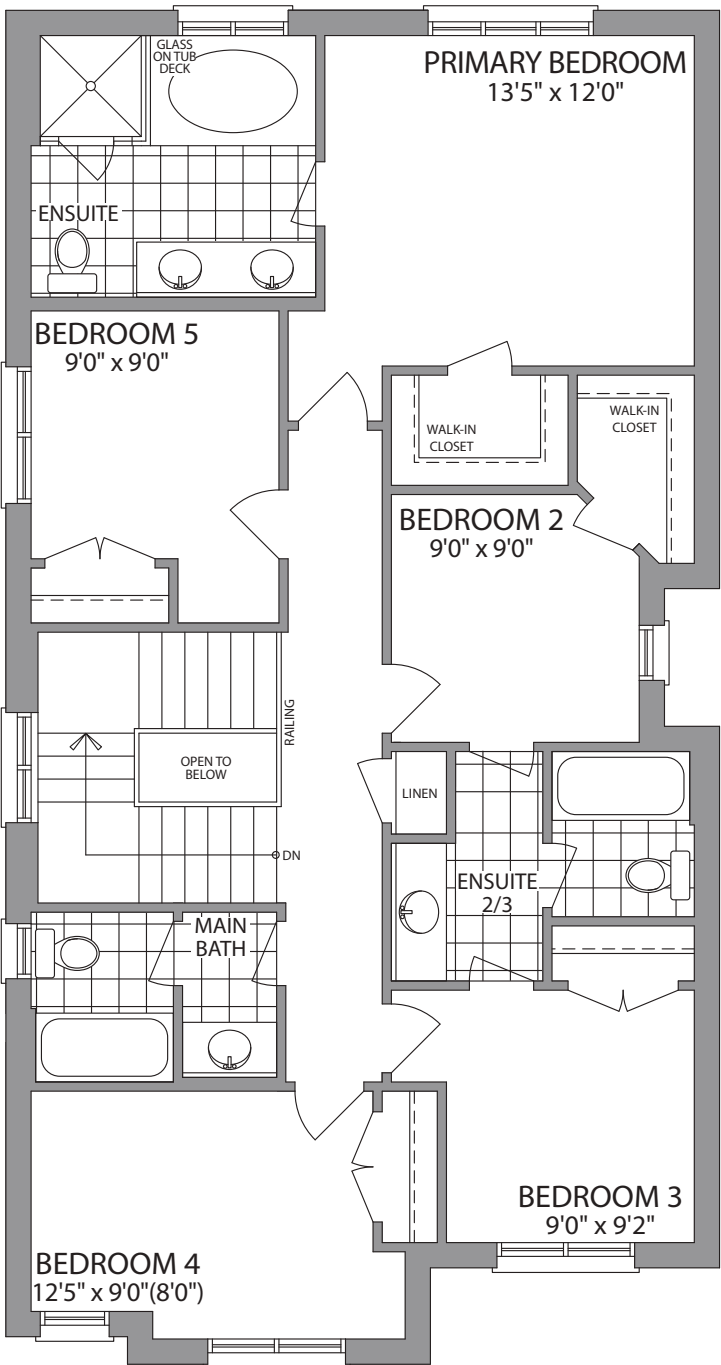 GLASS
ON TUB
DECK
PRIMARY BEDROOM
13'5" x 12'0"
ENSUITE
BEDROOM 5
9'0" x 9'0"
WALK-IN
CLOSET
WALK-IN
CLOSET
BEDROOM 2
9'0" x 9'0"
RAILING
OPEN TO
BELOW
LINEN
DN
ENSUITE
2/3
MAIN
BATH
BEDROOM 3
9'0" x 9'2"
BEDROOM 4
12'5" x 9'0"(8'0")